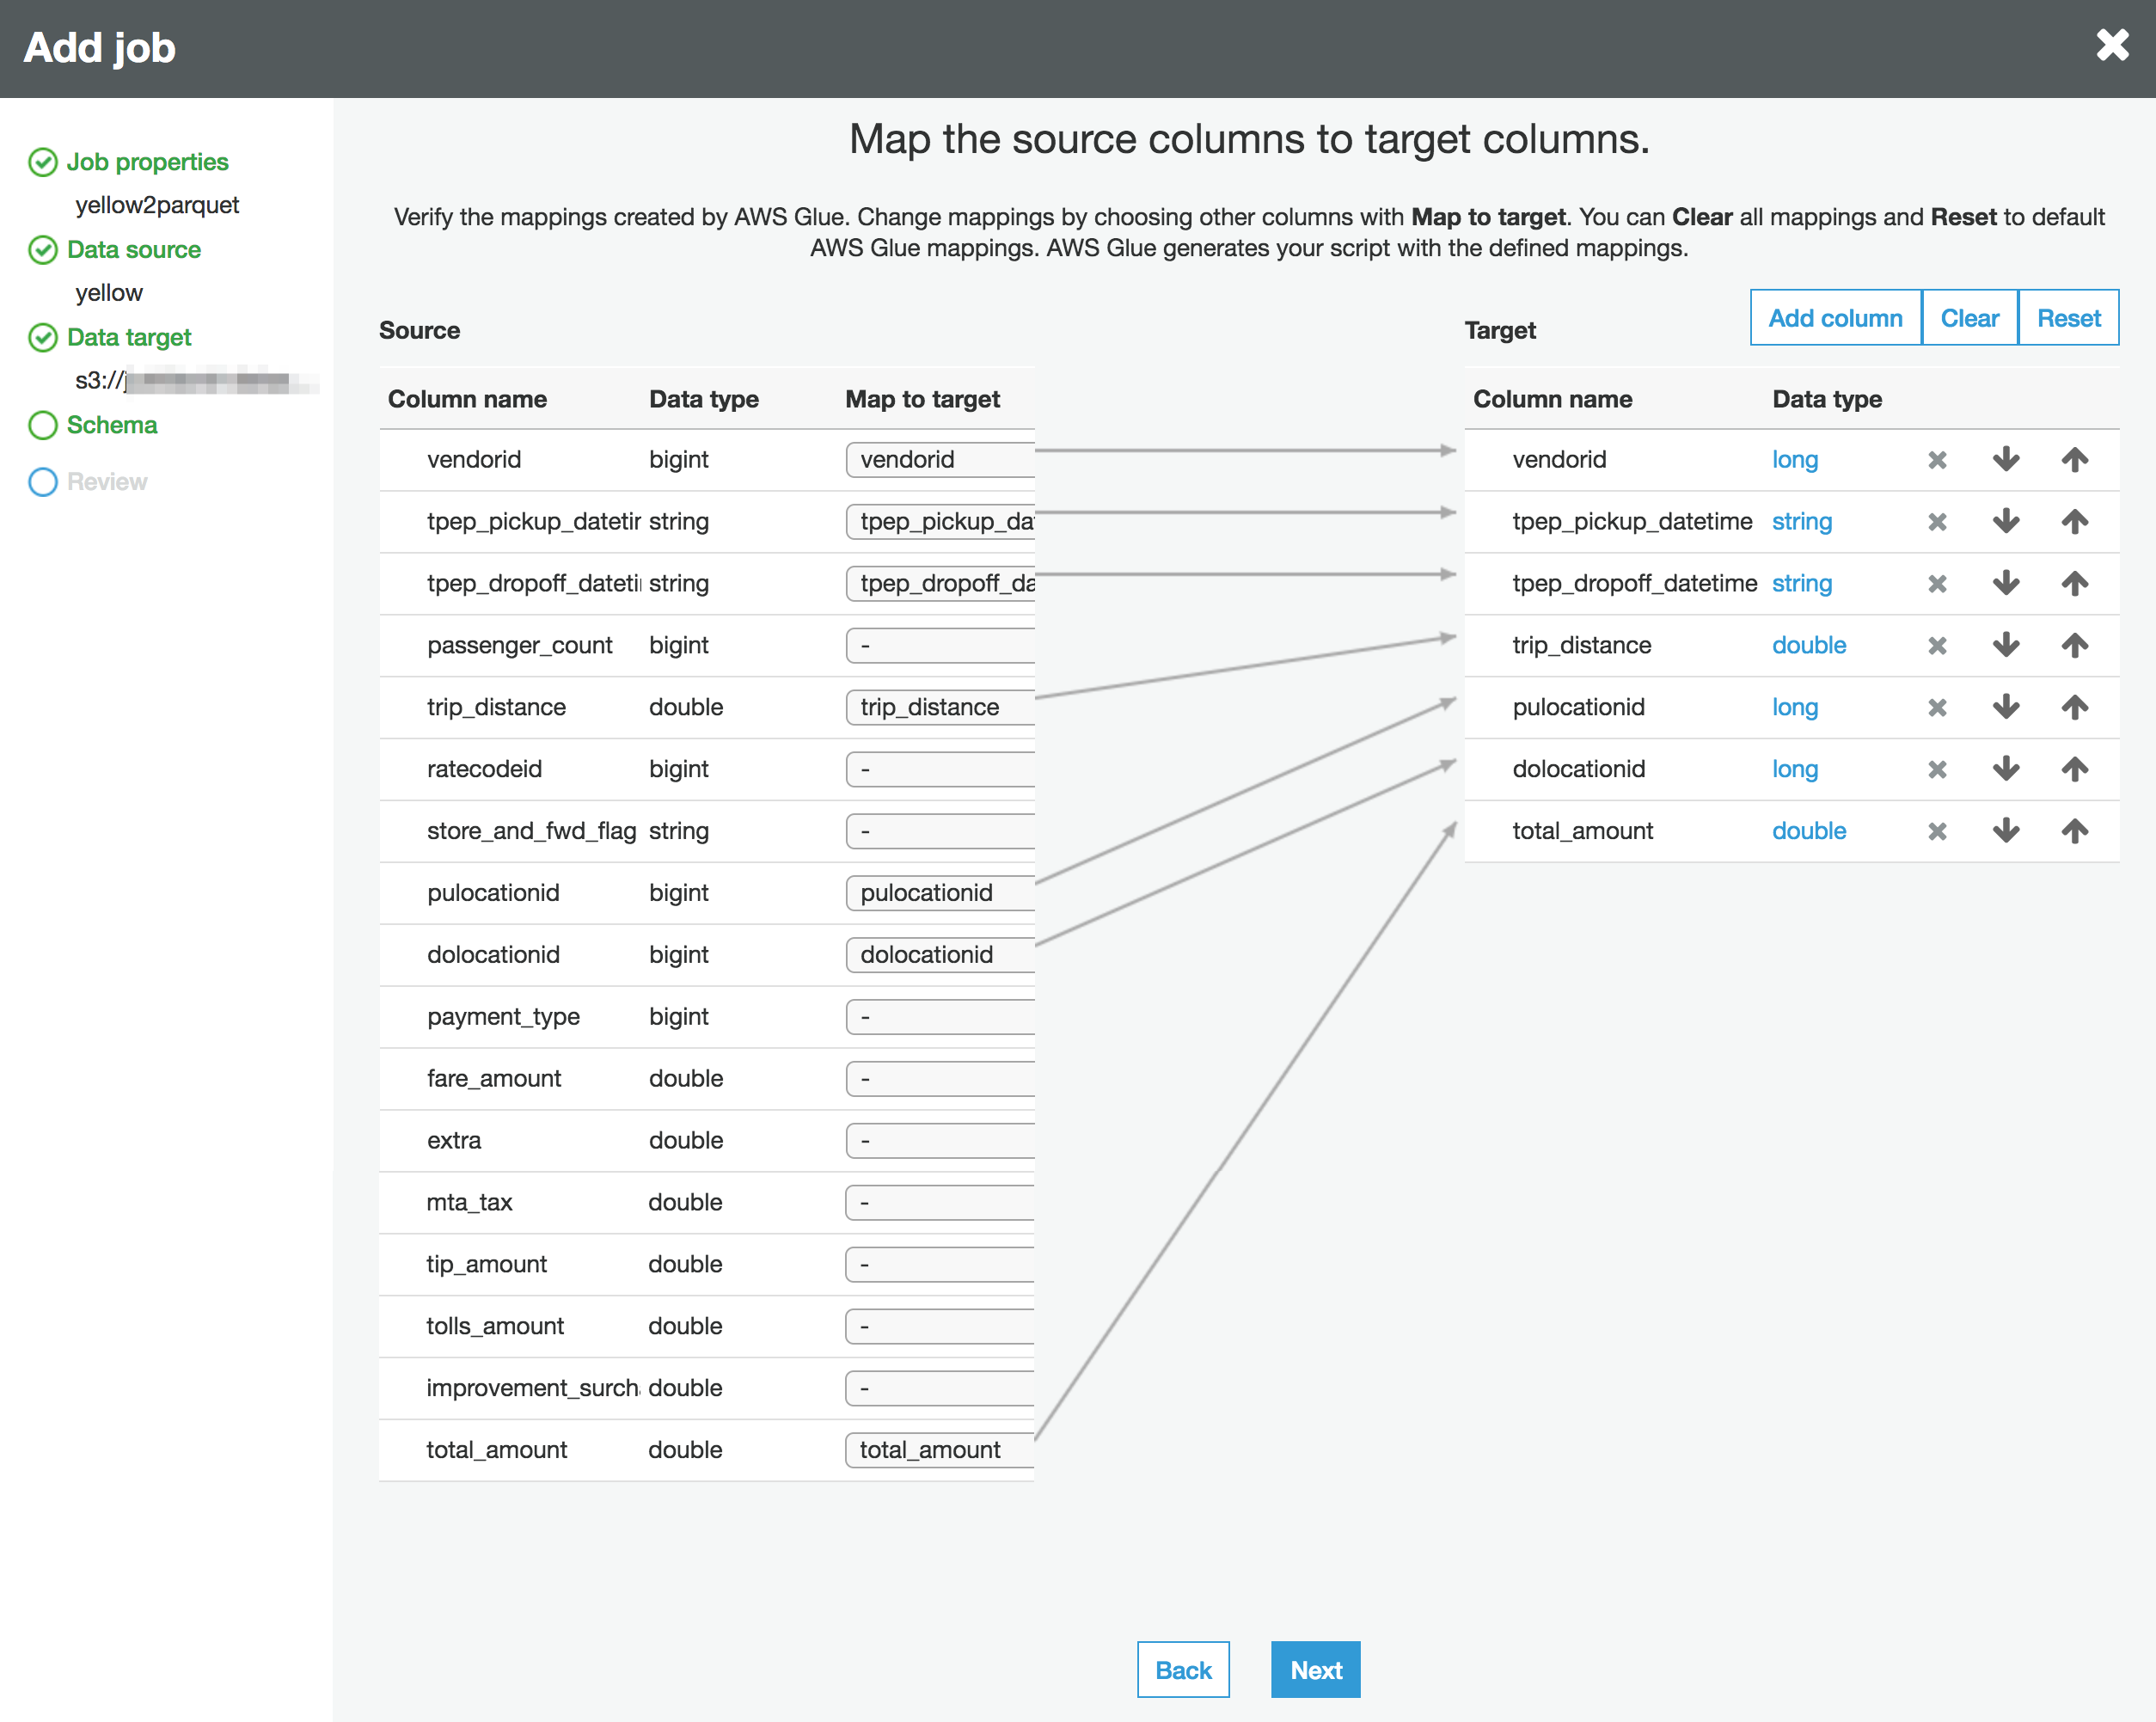 Add job
Job properties
yellow2parquet
Data source
yellow
Data target
s3://
Schema
Review
Map the source columns to target columns.
Verify the mappings created by AWS Glue. Change mappings by choosing other columns with Map to target. You can Clear all mappings and Reset to default
AWS Glue mappings. AWS Glue generates your script with the defined mappings.
Source
Column name Data type Map to target
vendorid bigint vendorid
tpep_pickup_datetir string tpep_pickup_da
tpep_dropoff_dateti string tpep_dropoff_da
passenger_count bigint -
trip_distance double trip_distance
ratecodeid bigint -
store_and_fwd_flag string -
pulocationid bigint pulocationid
dolocationid bigint dolocationid
payment_type bigint -
fare_amount double -
extra double -
mta_tax double -
tip_amount double -
tolls_amount double -
improvement_surch double -
total_amount double total_amount
Target
Add column Clear Reset
Column name Data type
vendorid long
tpep_pickup_datetime string
tpep_dropoff_datetime string
trip_distance double
pulocationid long
dolocationid long
total_amount double
Back Next